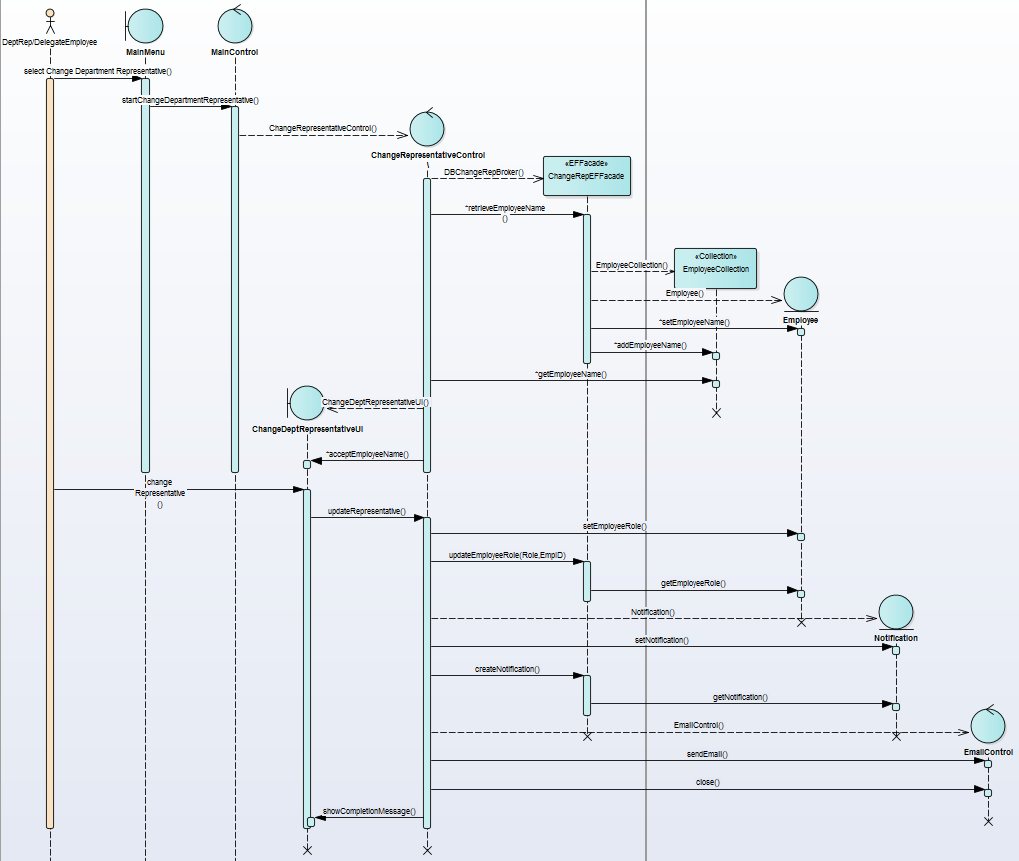 DeptRep/DelegateEmployee
MainMenu
MainControl
select Change Department Representative()
startChangeDepartmentRepresentative()
ChangeRepresentativeControl()
ChangeRepresentativeControl
«EFFacade»
ChangeRepEFFacade
DBChangeRepBroker()
*retrieveEmployeeName
()
«Collection»
EmployeeCollection
EmployeeCollection()
Employee()
Employee
*setEmployeeName()
*addEmployeeName()
*getEmployeeName()
ChangeDeptRepresentativeUI()
ChangeDeptRepresentativeUI
*acceptEmployeeName()
change
Representative
()
updateRepresentative()
setEmployeeRole()
updateEmployeeRole(Role,EmpID)
getEmployeeRole()
Notification()
Notification
setNotification()
createNotification()
getNotification()
EmailControl()
EmailControl
sendEmail()
close()
showCompletionMessage()